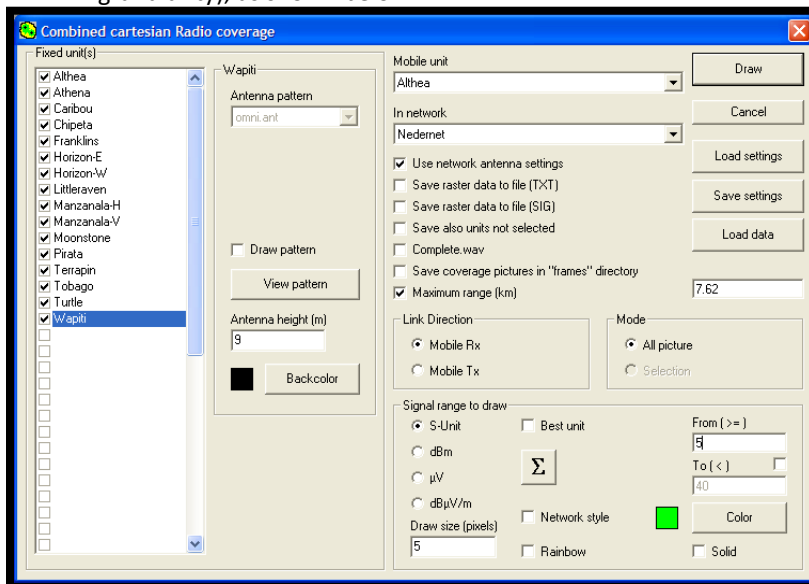 Combined cartesian Radio coverage
Fixed unit(s)
Althea
Athena
Caribou
Chipeta
Franklins
Horizon-E
Horizon-W
Littleraven
Manzanala-H
Manzanala-V
Moonstone
Pirata
Terrapin
Tobago
Turtle
Wapiti
Wapiti
Antenna pattern
omni.ant
Draw pattern
View pattern
Antenna height (m)
9
Backcolor
Mobile unit
Althea
In network
Nedernet
Use network antenna settings
Save raster data to file (TXT)
Save raster data to file (SIG)
Save also units not selected
Complete.wav
Save coverage pictures in "frames" directory
Maximum range (km)
7.62
Draw
Cancel
Load settings
Save settings
Load data
Link Direction
Mobile Rx
Mobile Tx
Mode
All picture
Selection
Signal range to draw
S-Unit
dBm
µV
dBµV/m
Draw size (pixels)
5
Best unit
Σ
Network style
Rainbow
From ( >= )
5
To ( < )
40
Color
Solid